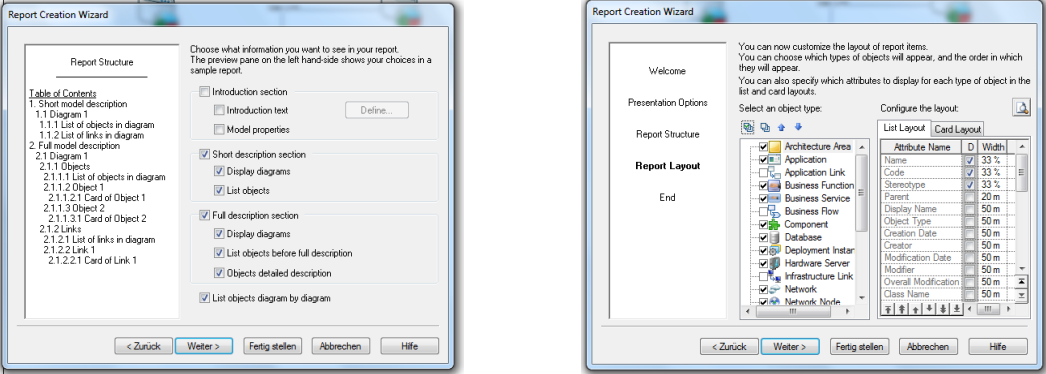 Report Creation Wizard
Report Structure
Table of Contents
1. Short model description
1.1 Diagram 1
1.1.1 List of objects in diagram
1.1.2 List of links in diagram
2. Full model description
2.1 Diagram 1
2.1.1 Objects
2.1.1.1 List of objects in diagram
2.1.1.2 Object 1
2.1.1.2.1 Card of Object 1
2.1.1.3 Object 2
2.1.1.3.1 Card of Object 2
2.1.2 Links
2.1.2.1 List of links in diagram
2.1.2.2 Link 1
2.1.2.2.1 Card of Link 1
Choose what information you want to see in your report.
The preview pane on the left hand-side shows your choices in a
sample report.
Introduction section
Introduction text
Define...
Model properties
Short description section
Display diagrams
List objects
Full description section
Display diagrams
List objects before full description
Objects detailed description
List objects diagram by diagram
< Zurück
Weiter >
Fertig stellen
Abbrechen
Hilfe
Report Creation Wizard
Welcome
Presentation Options
Report Structure
Report Layout
End
You can now customize the layout of report items.
You can choose which types of objects will appear, and the order in which
they will appear.
You can also specify which attributes to display for each type of object in the
list and card layouts.
Select an object type:
Architecture Area
Application
Application Link
Business Function
Business Service
Business Flow
Component
Database
Deployment Instan
Hardware Server
Infrastructure Link
Network
Network Node
Configure the layout:
List Layout
Card Layout
Attribute Name D Width
Name 33 %
Code 33 %
Stereotype 33 %
Parent 20 m
Display Name 50 m
Object Type 50 m
Creation Date 50 m
Creator 50 m
Modification Date 50 m
Modifier 50 m
Overall Modification 50 m
Class Name 50 m
< Zurück
Weiter >
Fertig stellen
Abbrechen
Hilfe